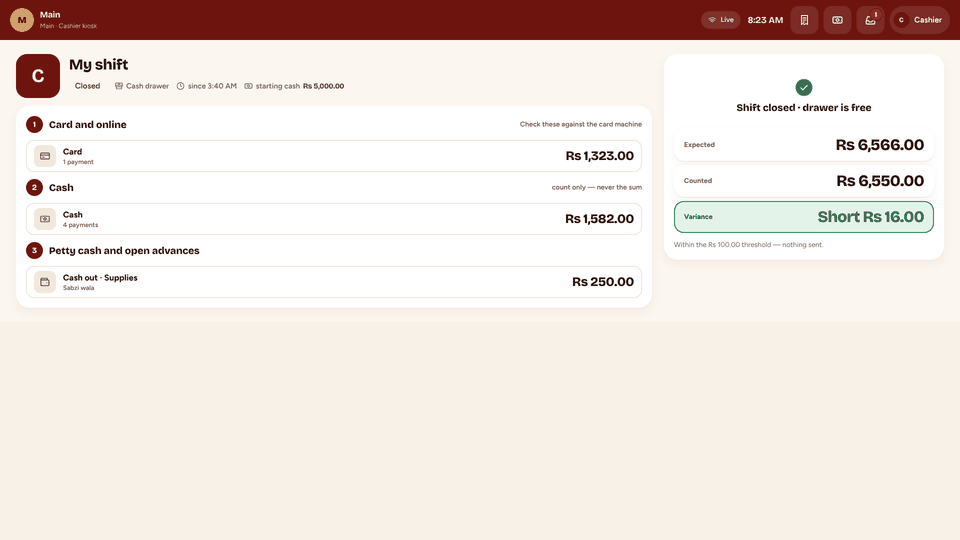 M
Main
Main · Cashier kiosk
Live
8:23 AM
1
C
Cashier
C
My shift
Closed
Cash drawer
since 3:40 AM
starting cash Rs 5,000.00
1
Card and online
Check these against the card machine
Card
1 payment
Rs 1,323.00
2
Cash
count only — never the sum
Cash
4 payments
Rs 1,582.00
3
Petty cash and open advances
Cash out · Supplies
Sabzi wala
Rs 250.00
Shift closed · drawer is free
Expected
Rs 6,566.00
Counted
Rs 6,550.00
Variance
Short Rs 16.00
Within the Rs 100.00 threshold — nothing sent.